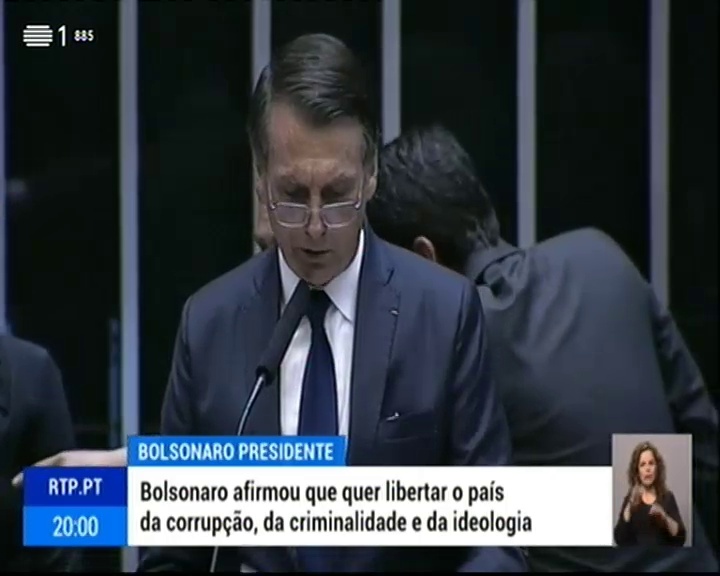 1 885
BOLSONARO PRESIDENTE
RTP.PT
Bolsonaro afirmou que quer libertar o país
20:00
da corrupção, da criminalidade e da ideologia